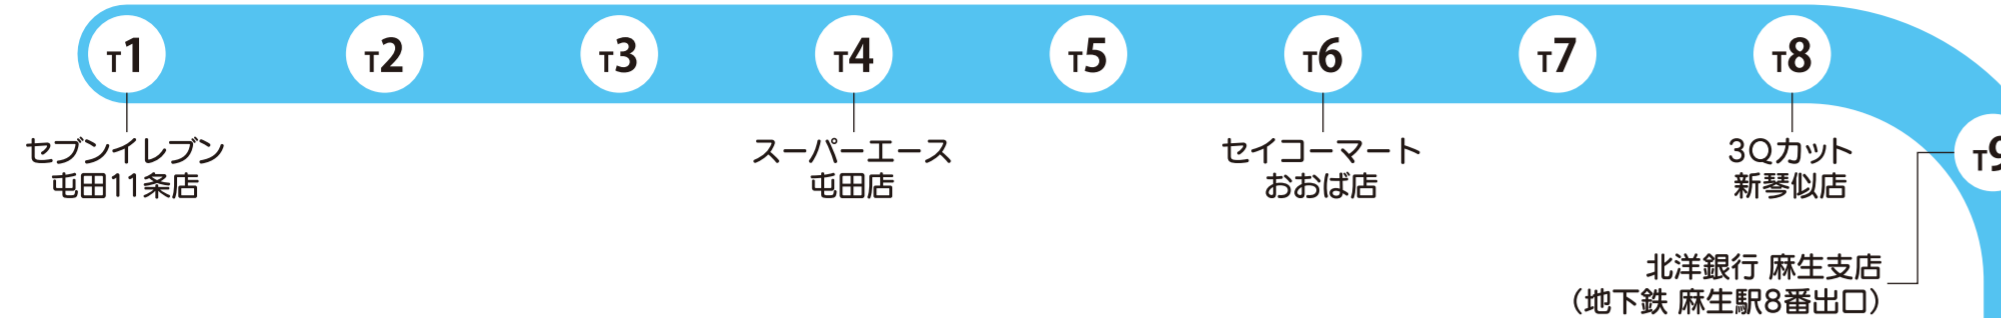 T1
T2
T3
T4
T5
T6
T7
T8
T9
セブンイレブン
屯田11条店
スーパーエース
屯田店
セイコーマート
おおば店
3Qカット
新琴似店
北洋銀行 麻生支店
（地下鉄 麻生駅8番出口）